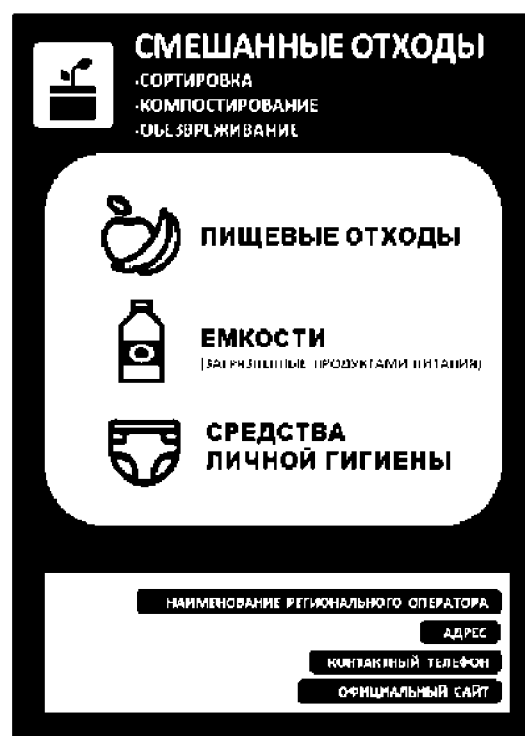 СМЕШАННЫЕ ОТХОДЫ
·СОРТИРОВКА
·КОМПОСТИРОВАНИЕ
·ОБЕЗВРЕЖИВАНИЕ
ПИЩЕВЫЕ ОТХОДЫ
ЕМКОСТИ
(ЗАГРЯЗНЕННЫЕ ПРОДУКТАМИ ПИТАНИЯ)
СРЕДСТВА
ЛИЧНОЙ ГИГИЕНЫ
НАИМЕНОВАНИЕ РЕГИОНАЛЬНОГО ОПЕРАТОРА
АДРЕС
КОНТАКТНЫЙ ТЕЛЕФОН
ОФИЦИАЛЬНЫЙ САЙТ